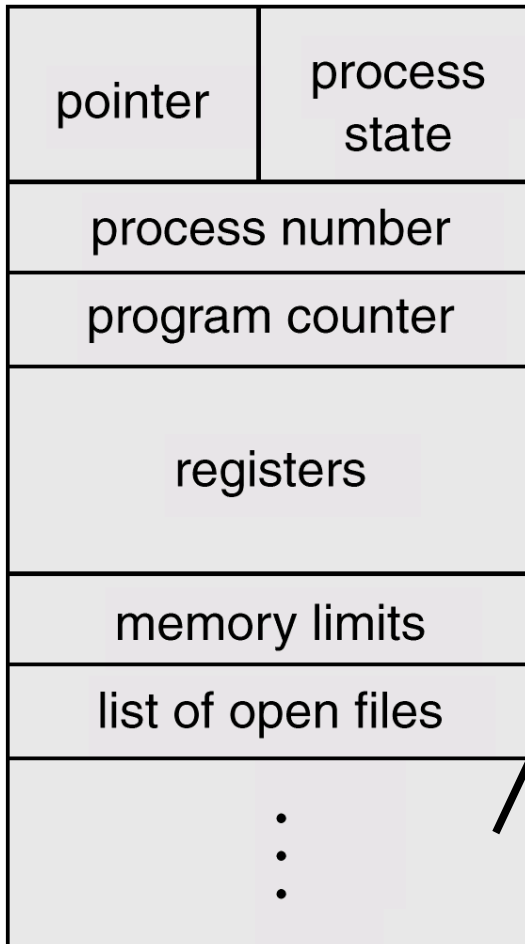 pointer
process
state
process number
program counter
registers
memory limits
list of open files